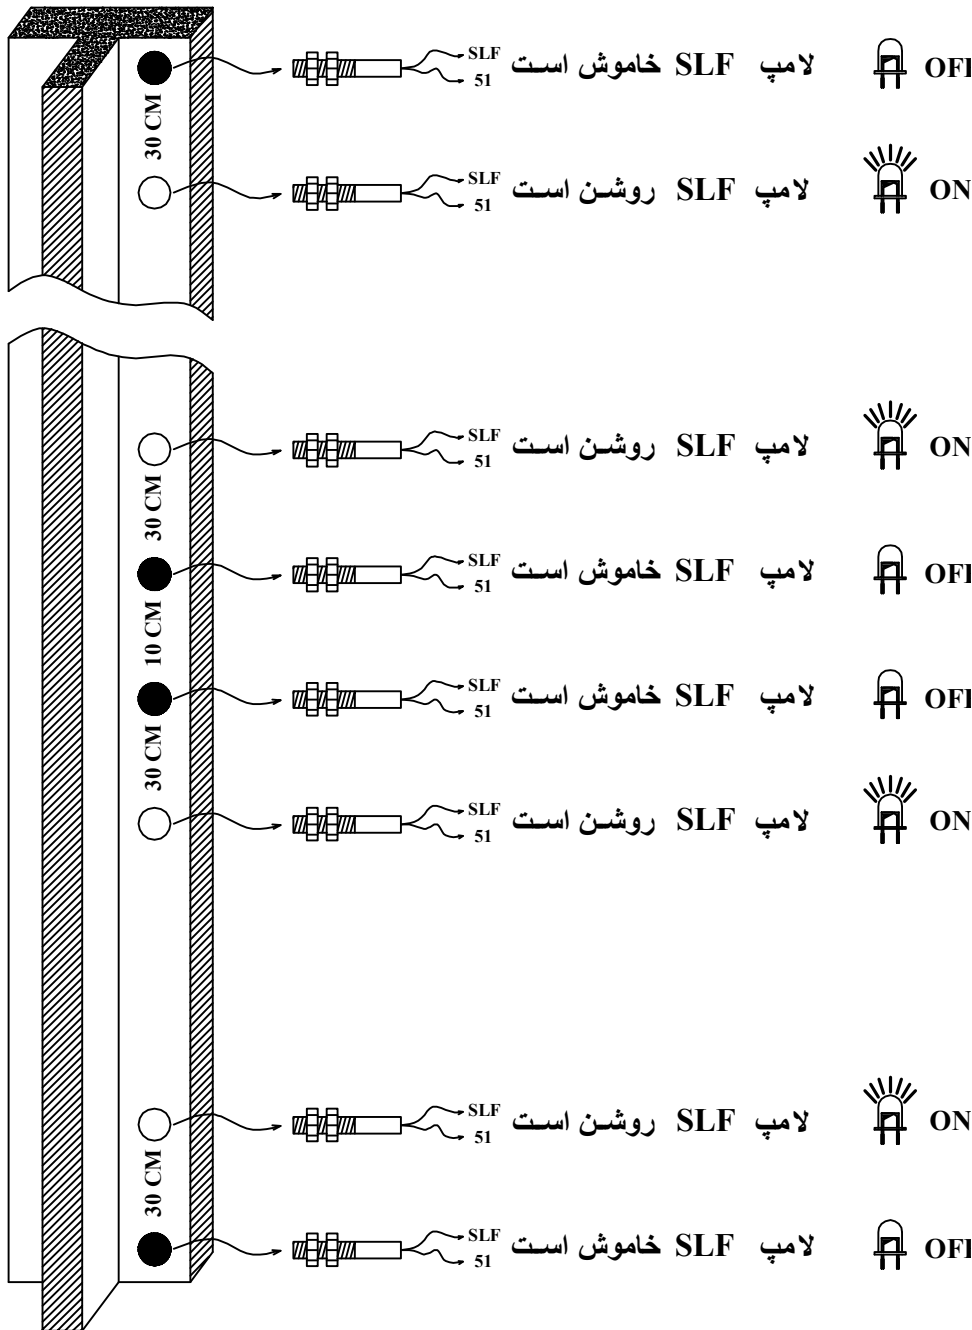 SLF
51
لامپ SLF خاموش است
OFF
30 CM
SLF
51
لامپ SLF روشن است
ON
SLF
51
لامپ SLF روشن است
ON
30 CM
SLF
51
لامپ SLF خاموش است
OFF
10 CM
SLF
51
لامپ SLF خاموش است
OFF
30 CM
SLF
51
لامپ SLF روشن است
ON
SLF
51
لامپ SLF روشن است
ON
30 CM
SLF
51
لامپ SLF خاموش است
OFF